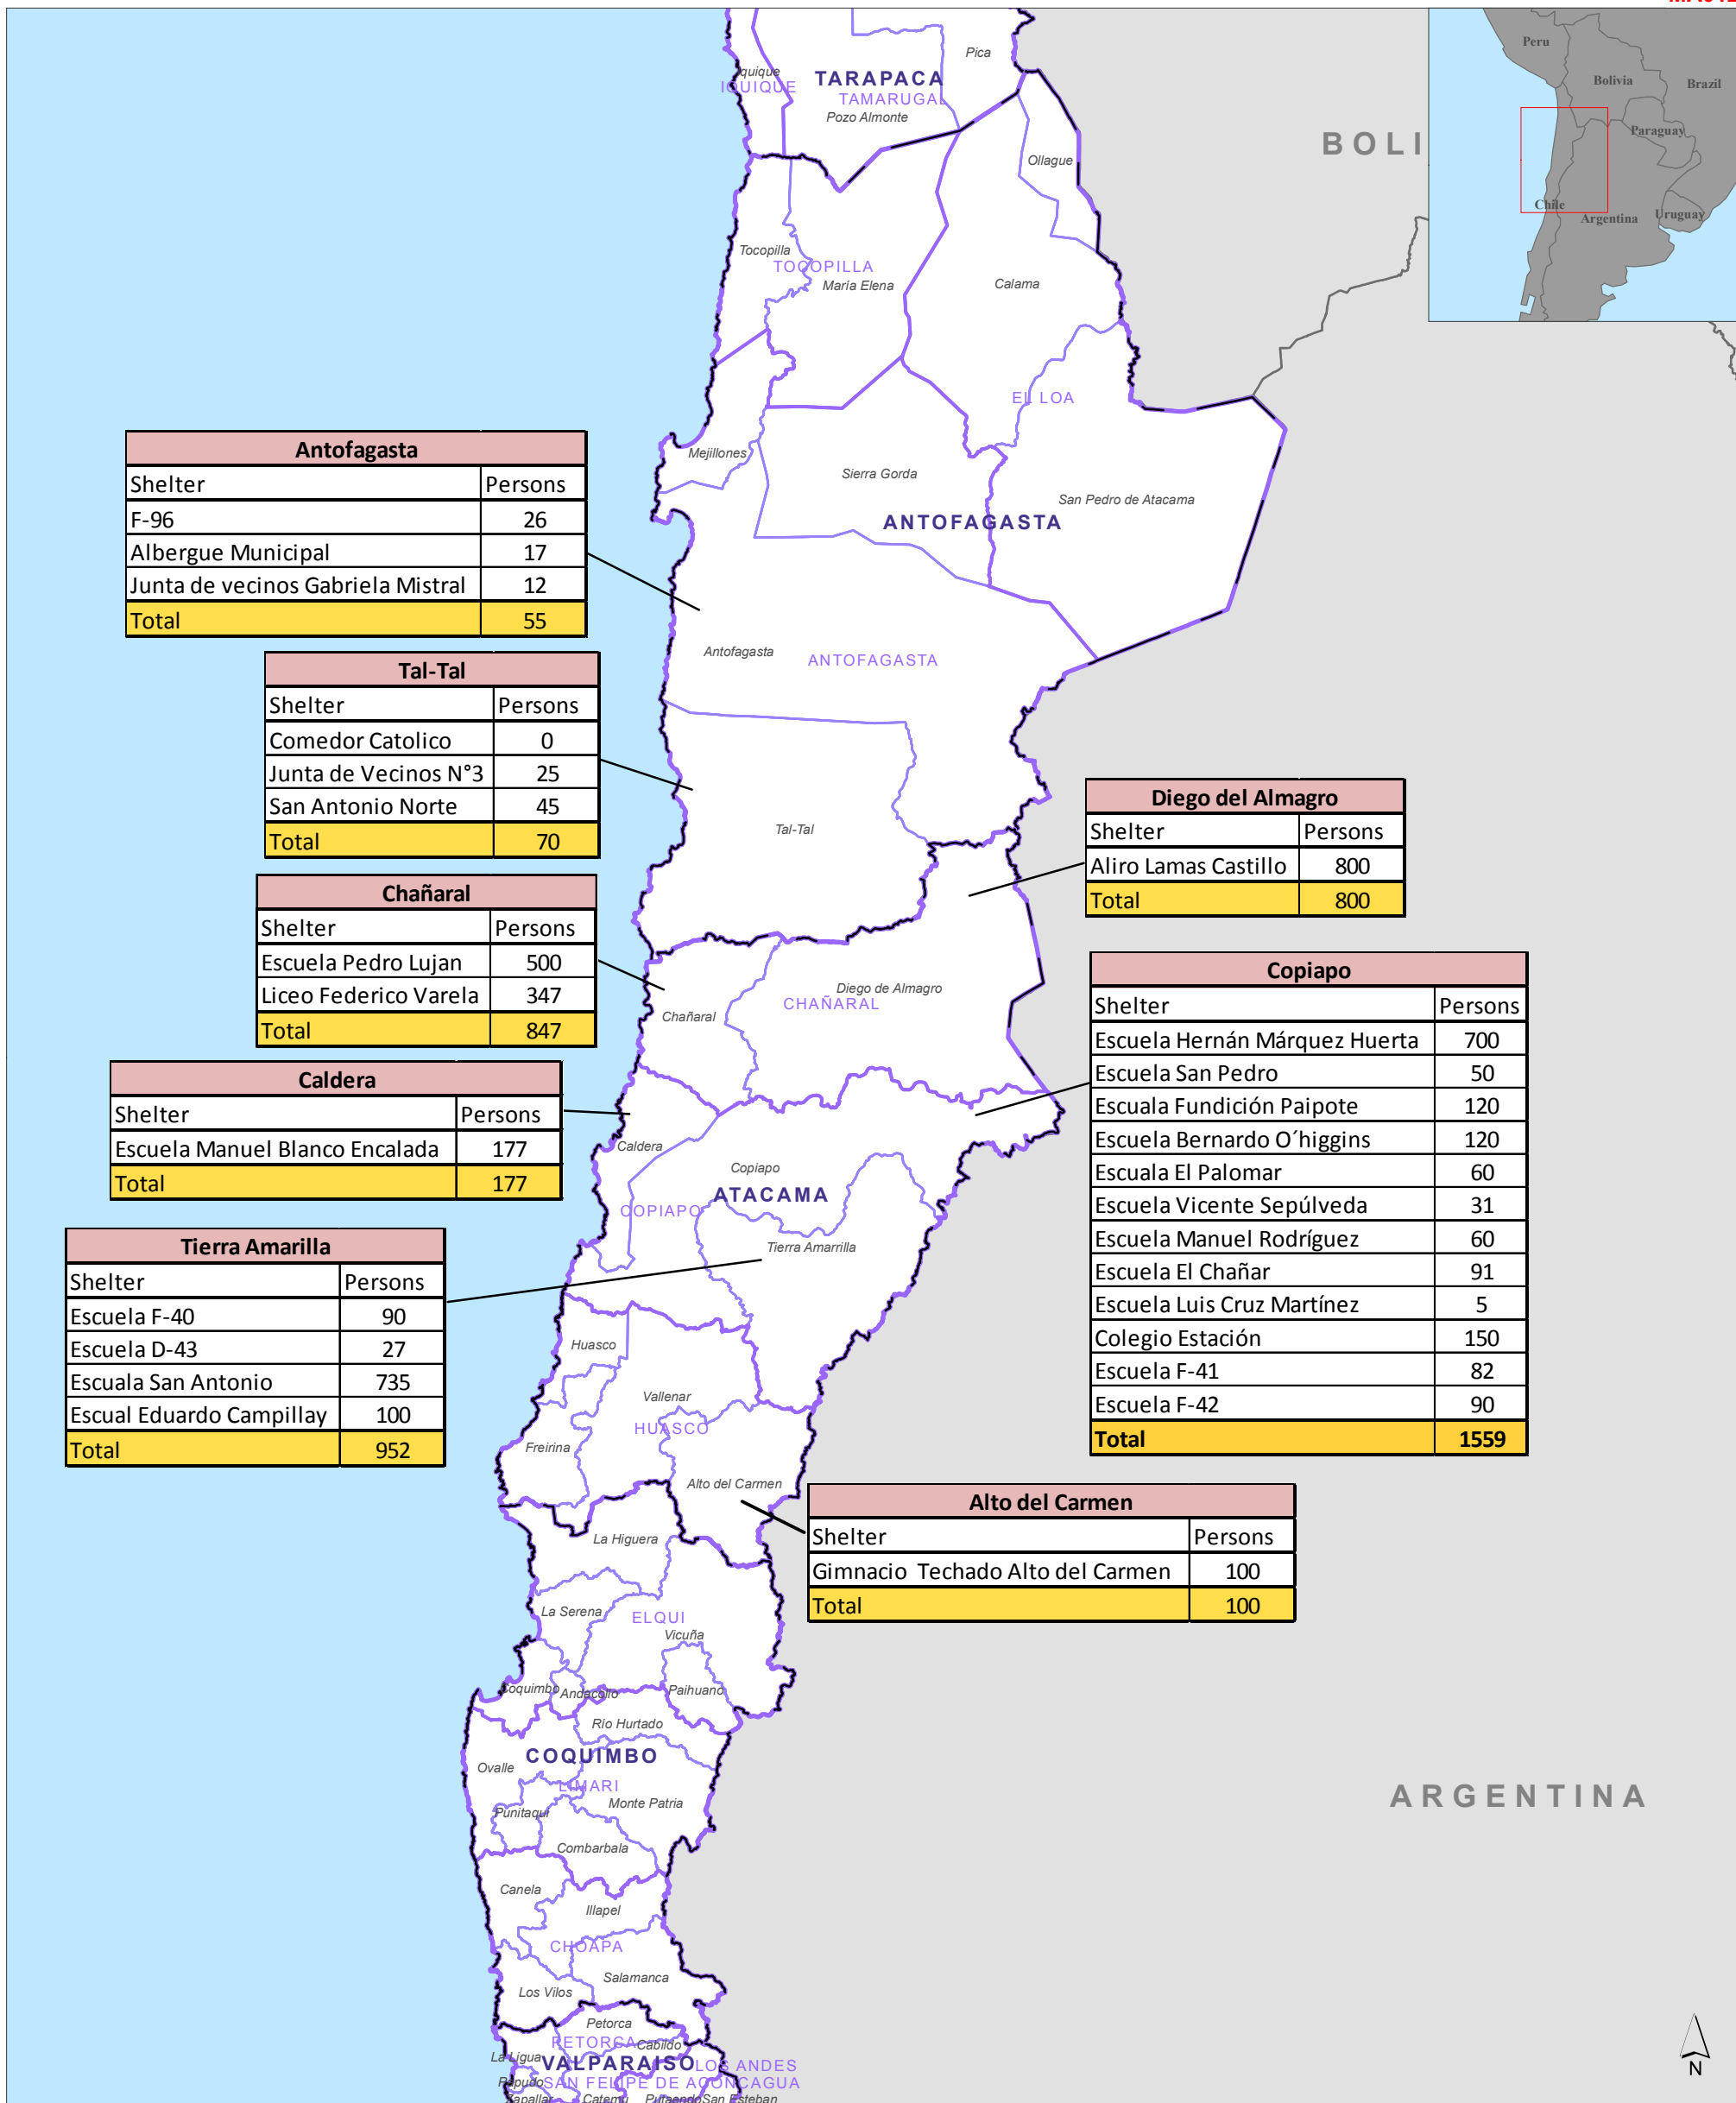 Peru
Bolivia
Brazil
Paraguay
Chile
Argentina
Uruguay
BOLI
ARGENTINA
Pica
Iquique
IQUIQUE
TARAPACA
TAMARUGAL
Pozo Almonte
Ollague
Tocopilla
TOCOPILLA
Maria Elena
Calama
EL LOA
Mejillones
Sierra Gorda
San Pedro de Atacama
ANTOFAGASTA
Antofagasta
ANTOFAGASTA
Tal-Tal
Diego de Almagro
CHAÑARAL
Chañaral
Caldera
Copiapo
ATACAMA
COPIAPO
Tierra Amarrilla
Huasco
Vallenar
HUASCO
Freirina
Alto del Carmen
La Higuera
La Serena
ELQUI
Vicuña
Coquimbo
Andacollo
Paihuano
Rio Hurtado
COQUIMBO
Ovalle
LIMARI
Monte Patria
Punitaqui
Combarbala
Canela
Illapel
CHOAPA
Salamanca
Los Vilos
Petorca
PETORCA
Cabildo
La Ligua
VALPARAISO
LOS ANDES
Papudo
SAN FELIPE DE ACONCAGUA
Zapallar
Catemu
Putaendo
San Esteban
Antofagasta
Shelter Persons
F-96 26
Albergue Municipal 17
Junta de vecinos Gabriela Mistral 12
Total 55
Tal-Tal
Shelter Persons
Comedor Catolico 0
Junta de Vecinos N°3 25
San Antonio Norte 45
Total 70
Chañaral
Shelter Persons
Escuela Pedro Lujan 500
Liceo Federico Varela 347
Total 847
Caldera
Shelter Persons
Escuela Manuel Blanco Encalada 177
Total 177
Tierra Amarilla
Shelter Persons
Escuela F-40 90
Escuela D-43 27
Escuala San Antonio 735
Escual Eduardo Campillay 100
Total 952
Diego del Almagro
Shelter Persons
Aliro Lamas Castillo 800
Total 800
Copiapo
Shelter Persons
Escuela Hernán Márquez Huerta 700
Escuela San Pedro 50
Escuala Fundición Paipote 120
Escuela Bernardo O´higgins 120
Escuala El Palomar 60
Escuela Vicente Sepúlveda 31
Escuela Manuel Rodríguez 60
Escuela El Chañar 91
Escuela Luis Cruz Martínez 5
Colegio Estación 150
Escuela F-41 82
Escuela F-42 90
Total 1559
Alto del Carmen
Shelter Persons
Gimnacio Techado Alto del Carmen 100
Total 100
N